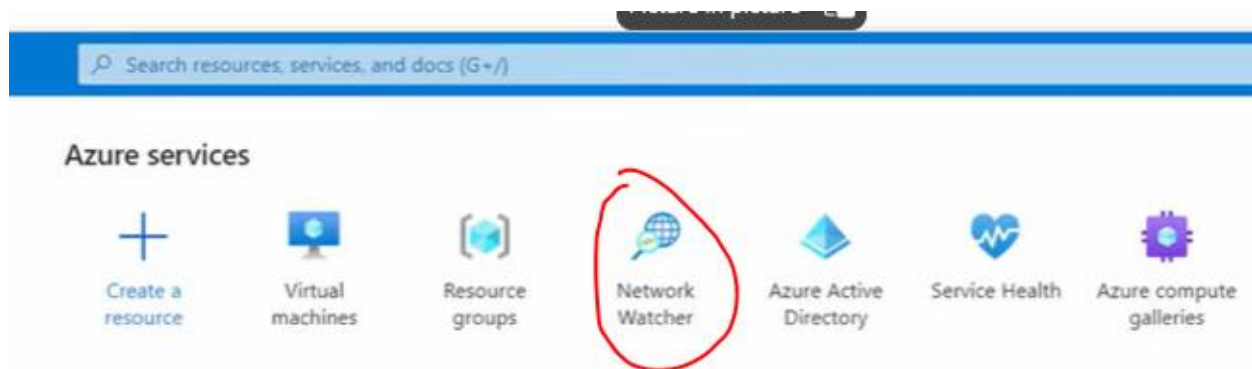 Search resources, services, and docs (G+/)
Azure services
Create a
resource
Virtual
machines
Resource
groups
Network
Watcher
Azure Active
Directory
Service Health
Azure compute
galleries